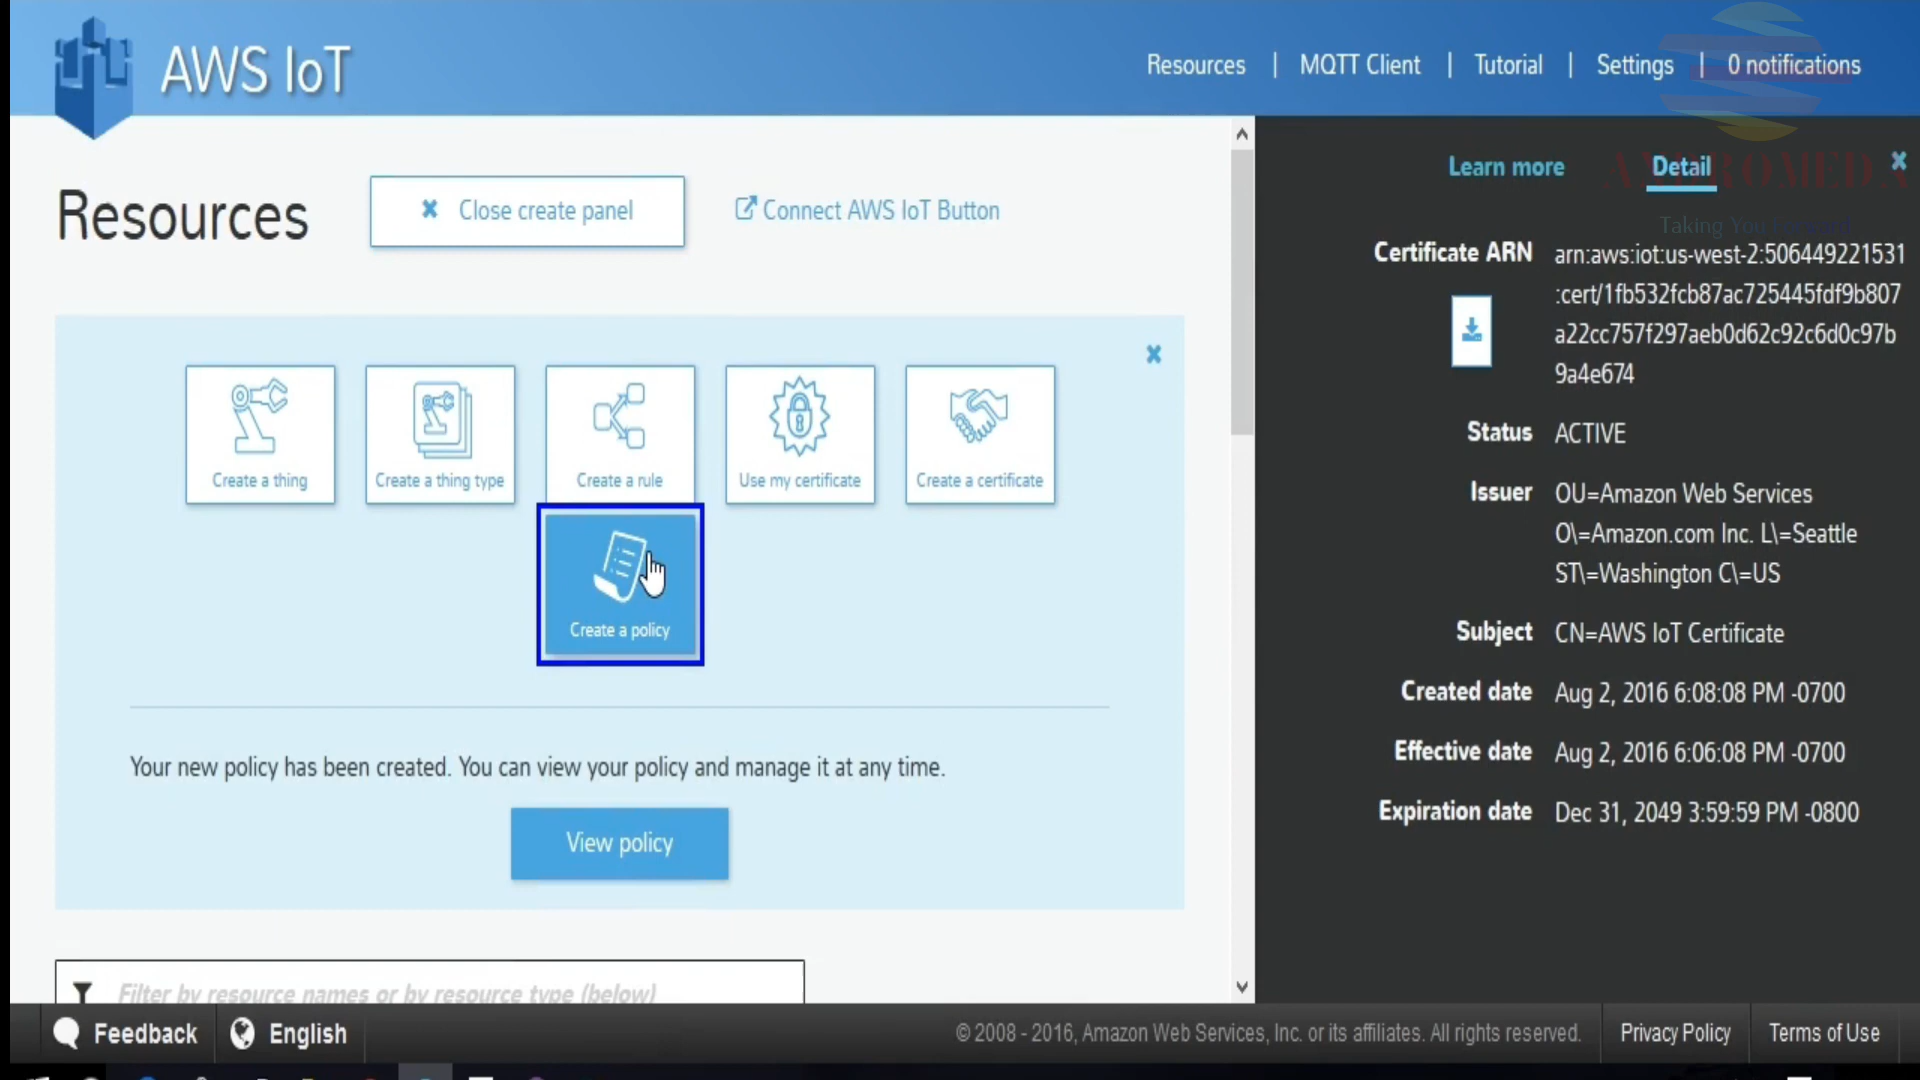 AWS IoT
Resources | MQTT Client | Tutorial | Settings | 0 notifications
Resources
Close create panel
Connect AWS IoT Button
Create a thing
Create a thing type
Create a rule
Use my certificate
Create a certificate
Create a policy
Your new policy has been created. You can view your policy and manage it at any time.
View policy
Filter by resource names or by resource type (below)
Learn more
Detail
ANDROMEDA
Taking You
Certificate ARN
arn:aws:iot:us-west-2:506449221531
:cert/1fb532fcb87ac725445fdf9b807
a22cc757f297aeb0d62c92c6d0c97b
9a4e674
Status ACTIVE
Issuer OU=Amazon Web Services
O\=Amazon.com Inc. L\=Seattle
ST\=Washington C\=US
Subject CN=AWS IoT Certificate
Created date Aug 2, 2016 6:08:08 PM -0700
Effective date Aug 2, 2016 6:06:08 PM -0700
Expiration date Dec 31, 2049 3:59:59 PM -0800
Feedback
English
© 2008 - 2016, Amazon Web Services, Inc. or its affiliates. All rights reserved.
Privacy Policy
Terms of Use